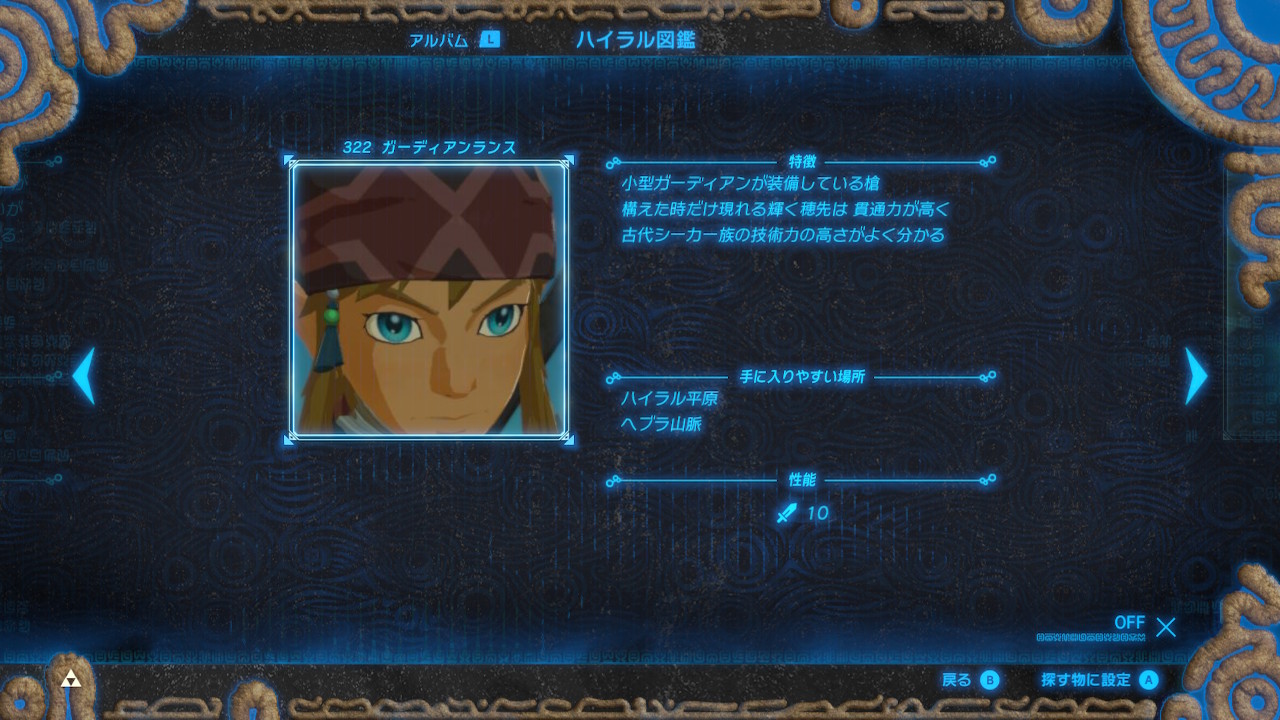 アルバム L
ハイラル図鑑
322 ガーディアンランス
特徴
小型ガーディアンが装備している槍
構えた時だけ現れる輝く穂先は 貫通力が高く
古代シーカー族の技術力の高さがよく分かる
手に入りやすい場所
ハイラル平原
ヘブラ山脈
性能
10
OFF
戻る B
探す物に設定 A